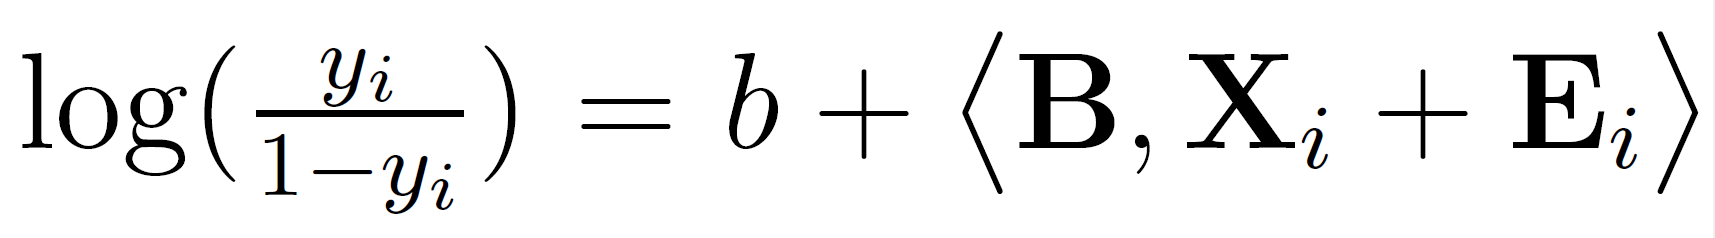 log(yᵢ/1−yᵢ) = b + ⟨𝐁, 𝐗ᵢ + 𝐄ᵢ⟩